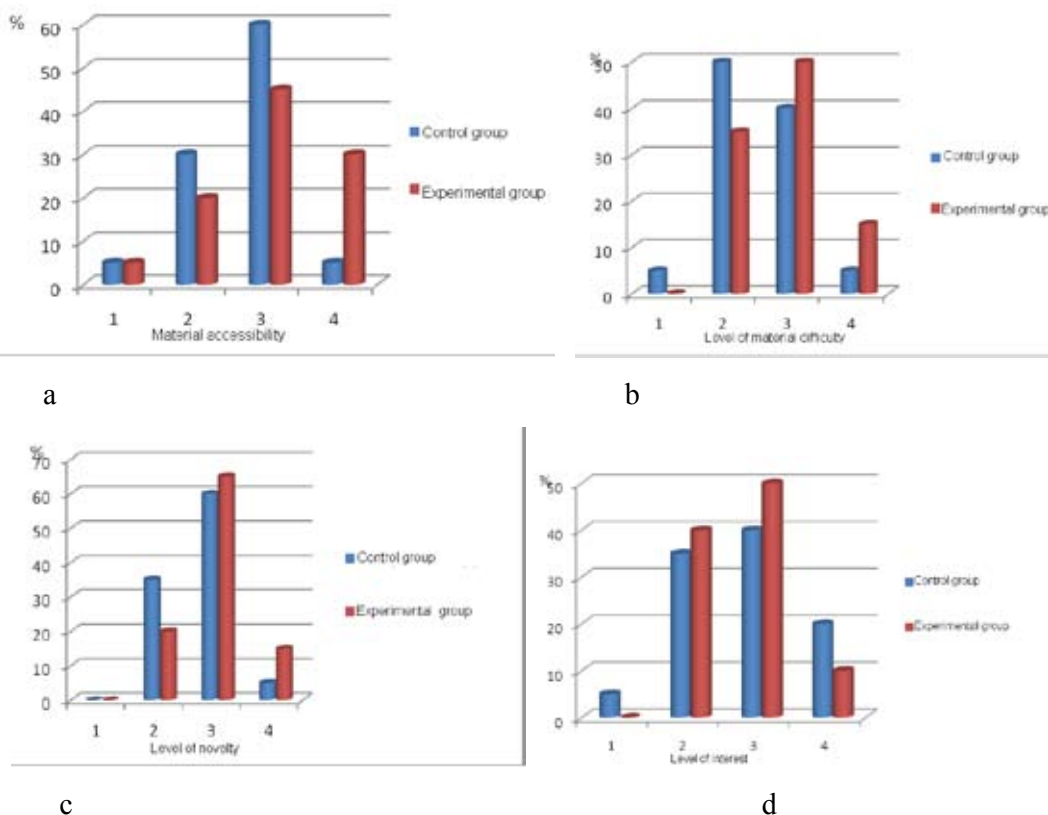 %
60
50
40
30
20
10
0
1 2 3 4
Material accessibility
Control group
Experimental group
a
%
50
40
30
20
10
0
1 2 3 4
Level of material difficulty
Control group
Experimental group
b
%
70
60
50
40
30
20
10
0
1 2 3 4
Level of novelty
Control group
Experimental group
c
%
50
40
30
20
10
0
1 2 3 4
Level of interest
Control group
Experimental group
d